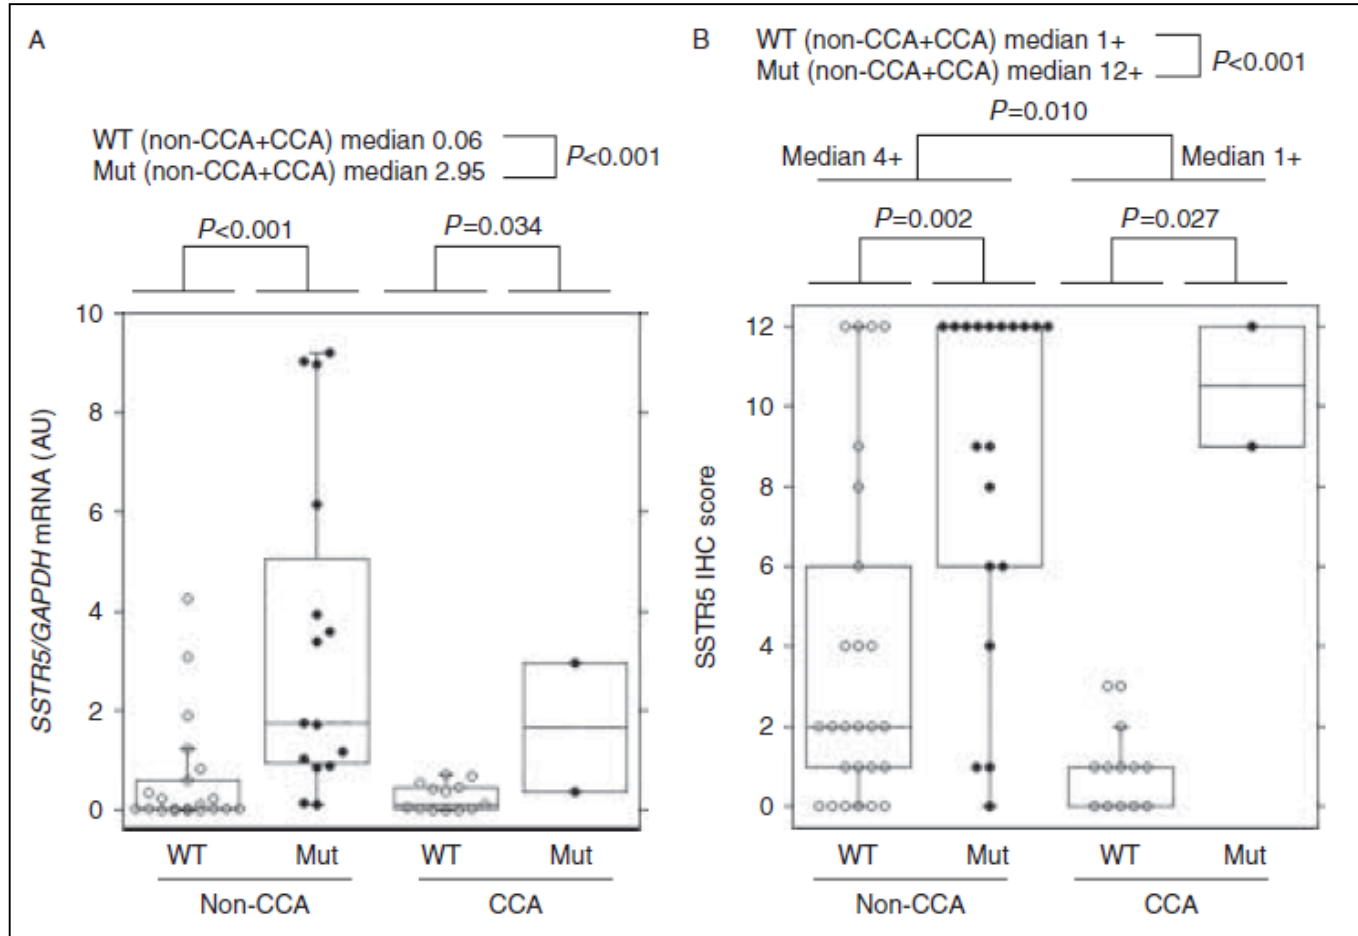 A
WT (non-CCA+CCA) median 0.06
Mut (non-CCA+CCA) median 2.95
P<0.001
P<0.001
P=0.034
10
8
6
4
2
0
SSTR5/GAPDH mRNA (AU)
WT
Mut
WT
Mut
Non-CCA
CCA
B
WT (non-CCA+CCA) median 1+
Mut (non-CCA+CCA) median 12+
P<0.001
P=0.010
Median 4+
Median 1+
P=0.002
P=0.027
12
10
8
6
4
2
0
SSTR5 IHC score
WT
Mut
WT
Mut
Non-CCA
CCA